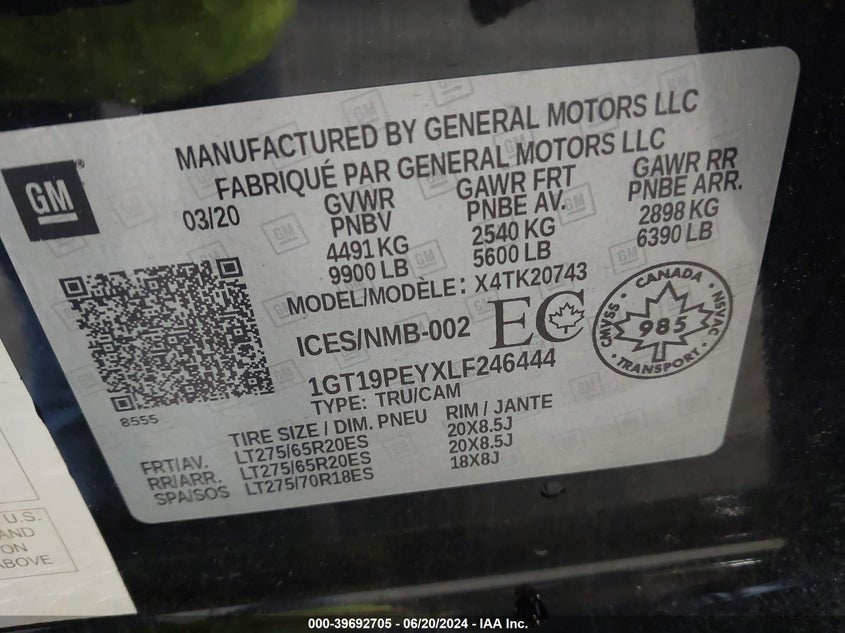 MANUFACTURED BY GENERAL MOTORS LLC
FABRIQUÉ PAR GENERAL MOTORS LLC
GM
®
03/20
GVWR GAWR FRT GAWR RR
PNBV PNBE AV. PNBE ARR.
4491 KG 2540 KG 2898 KG
9900 LB 5600 LB 6390 LB
MODEL/MODÈLE: X4TK20743
ICES/NMB-002 EC
CANADA
CMVSS 985 NSVAC
TRANSPORT
1GT19PEYXLF246444
8555
TYPE: TRU/CAM
TIRE SIZE / DIM. PNEU RIM / JANTE
FRT/AV. LT275/65R20ES 20X8.5J
RR/ARR. LT275/65R20ES 20X8.5J
SPA/SOS LT275/70R18ES 18X8J
U.S.
AND
ON
ABOVE
000-39692705 - 06/20/2024 - IAA Inc.